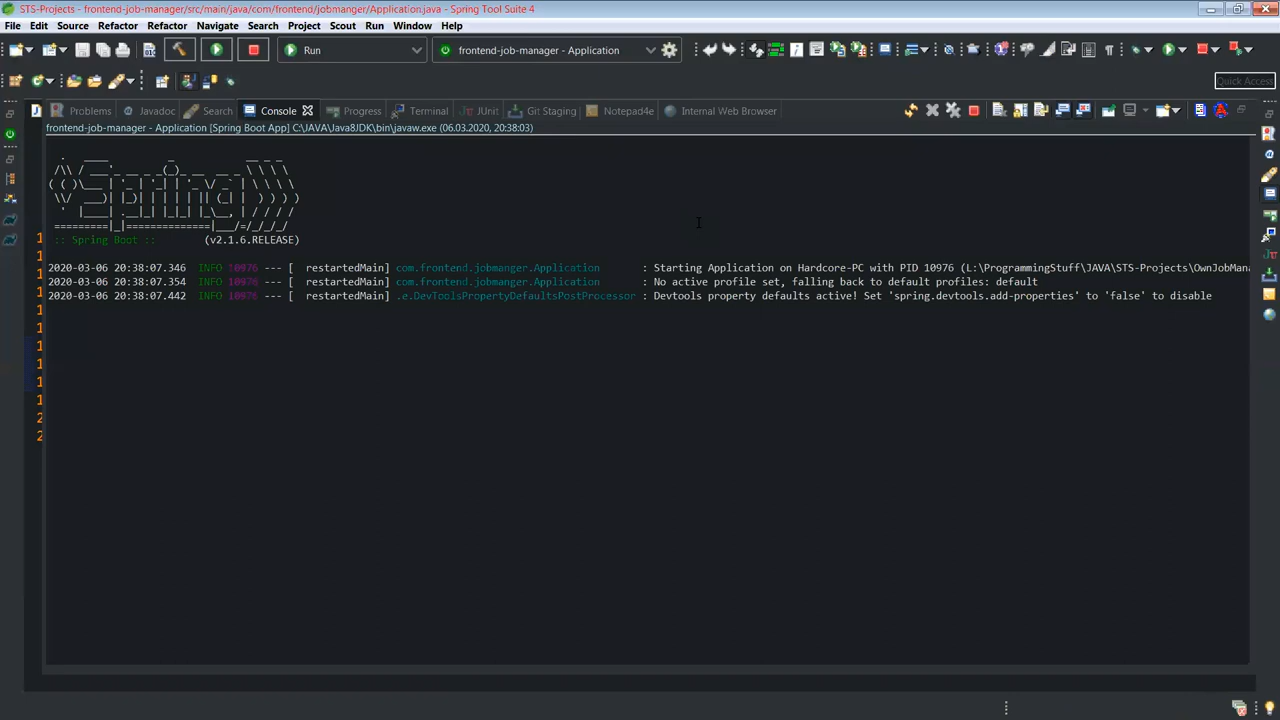 STS-Projects - frontend-job-manager/src/main/java/com/frontend/jobmanger/Application.java - Spring Tool Suite 4
File Edit Source Refactor Refactor Navigate Search Project Scout Run Window Help
Run frontend-job-manager - Application
Quick Access
Problems Javadoc Search Console Progress Terminal JUnit Git Staging Notepad4e Internal Web Browser
frontend-job-manager - Application [Spring Boot App] C:\JAVA\Java8JDK\bin\javaw.exe (06.03.2020, 20:38:03)
Spring
:: Spring Boot :: (v2.1.6.RELEASE)
2020-03-06 20:38:07.346 INFO 10976 --- [ restartedMain] com.frontend.jobmanger.Application : Starting Application on Hardcore-PC with PID 10976 (L:\ProgrammingStuff\JAVA\STS-Projects\OwnJobMana
2020-03-06 20:38:07.354 INFO 10976 --- [ restartedMain] com.frontend.jobmanger.Application : No active profile set, falling back to default profiles: default
2020-03-06 20:38:07.442 INFO 10976 --- [ restartedMain] .e.DevToolsPropertyDefaultsPostProcessor : Devtools property defaults active! Set 'spring.devtools.add-properties' to 'false' to disable